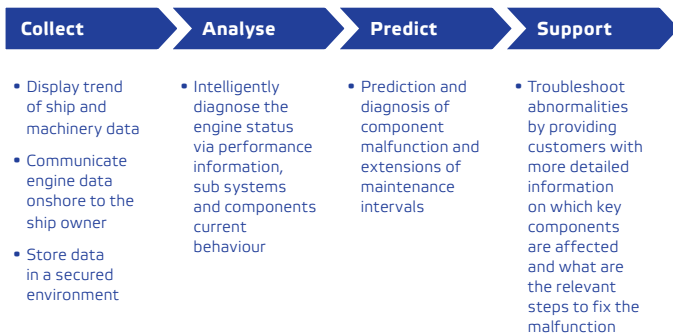 Collect
Analyse
Predict
Support
• Display trend
of ship and
machinery data
• Communicate
engine data
onshore to the
ship owner
• Store data
in a secured
environment
• Intelligently
diagnose the
engine status
via performance
information,
sub systems
and components
current
behaviour
• Prediction and
diagnosis of
component
malfunction and
extensions of
maintenance
intervals
• Troubleshoot
abnormalities
by providing
customers with
more detailed
information
on which key
components
are affected
and what are
the relevant
steps to fix the
malfunction